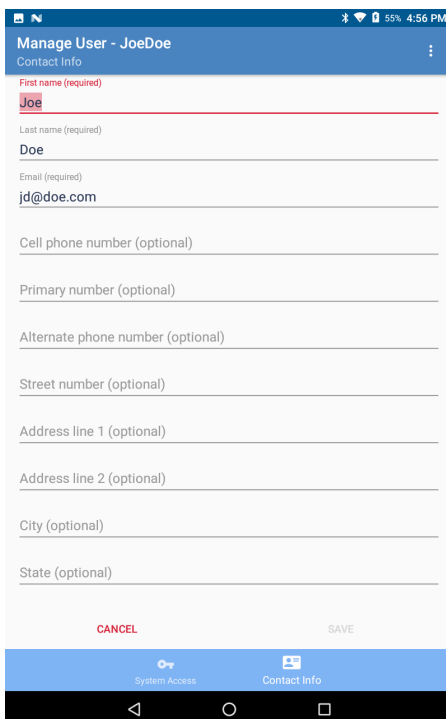 55% 4:56 PM
Manage User - JoeDoe
Contact Info
First name (required)
Joe
Last name (required)
Doe
Email (required)
jd@doe.com
Cell phone number (optional)
Primary number (optional)
Alternate phone number (optional)
Street number (optional)
Address line 1 (optional)
Address line 2 (optional)
City (optional)
State (optional)
CANCEL SAVE
System Access Contact Info